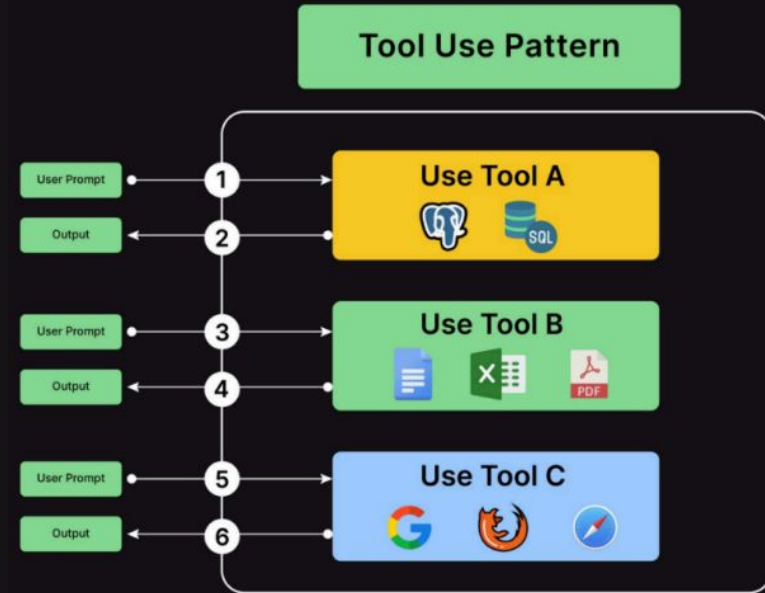 Tool Use Pattern
User Prompt
1
Use Tool A
Output
2
SQL
User Prompt
3
Use Tool B
Output
4
X
PDF
User Prompt
5
Use Tool C
Output
6
G